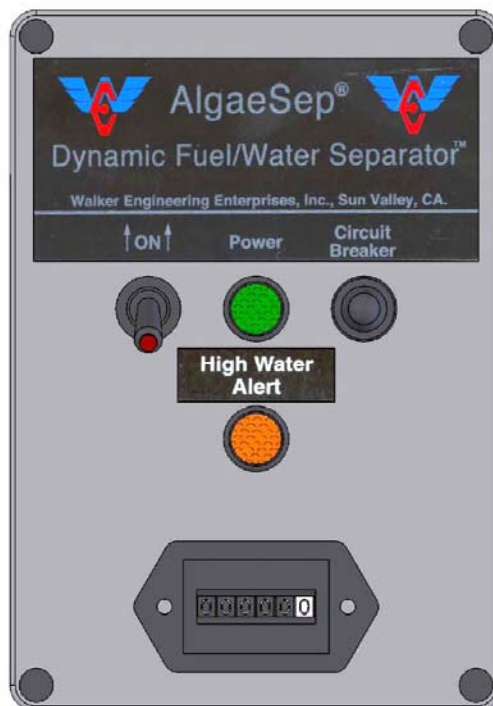 AlgaeSep®
Dynamic Fuel/Water Separator™
Walker Engineering Enterprises, Inc., Sun Valley, CA.
↑ON↑ Power Circuit Breaker
High Water
Alert
000000